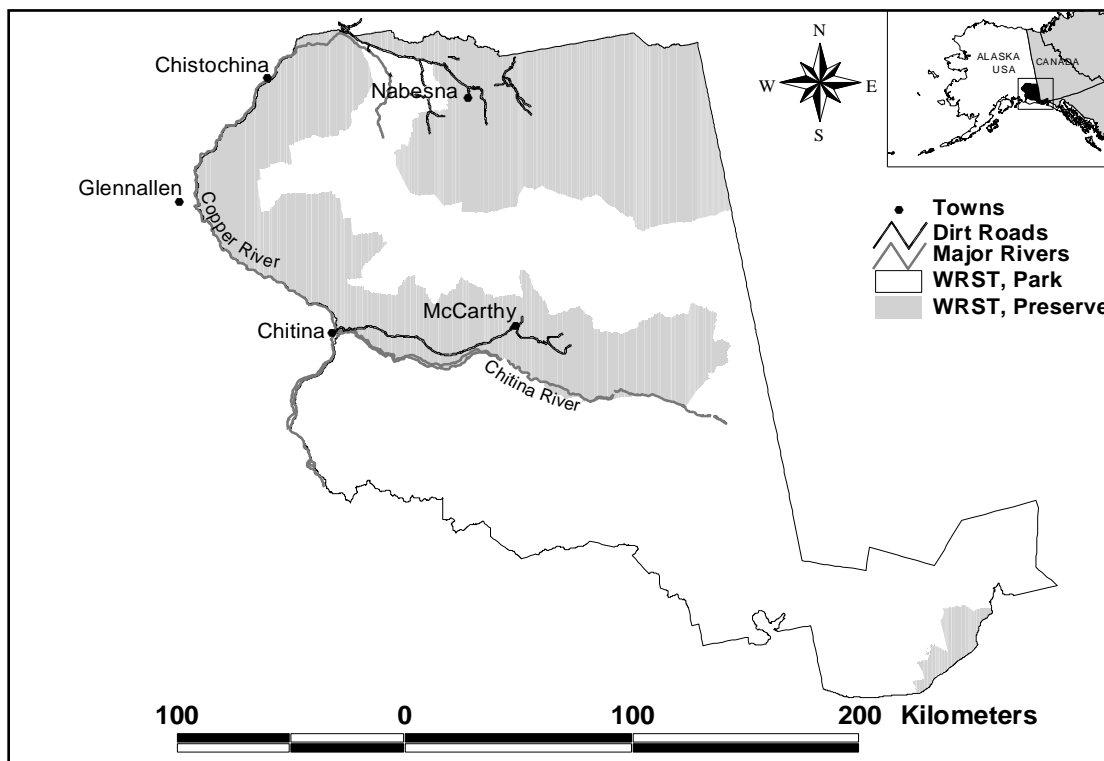 Chistochina
Nabesna
Glennallen
Copper River
Chitina
McCarthy
Chitina River
N
W
E
S
ALASKA
USA
CANADA
Towns
Dirt Roads
Major Rivers
WRST, Park
WRST, Preserve
100 0 100 200 Kilometers